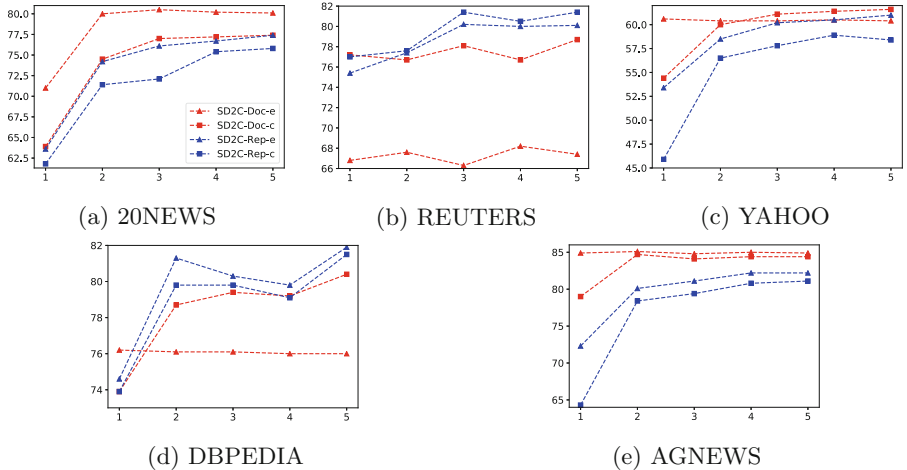 80.0
77.5
75.0
72.5
70.0
67.5
65.0
62.5
SD2C-Doc-e
SD2C-Doc-c
SD2C-Rep-e
SD2C-Rep-c
1 2 3 4 5
(a) 20NEWS
82
80
78
76
74
72
70
68
66
1 2 3 4 5
(b) REUTERS
60.0
57.5
55.0
52.5
50.0
47.5
45.0
1 2 3 4 5
(c) YAHOO
82
80
78
76
74
1 2 3 4 5
(d) DBPEDIA
85
80
75
70
65
1 2 3 4 5
(e) AGNEWS